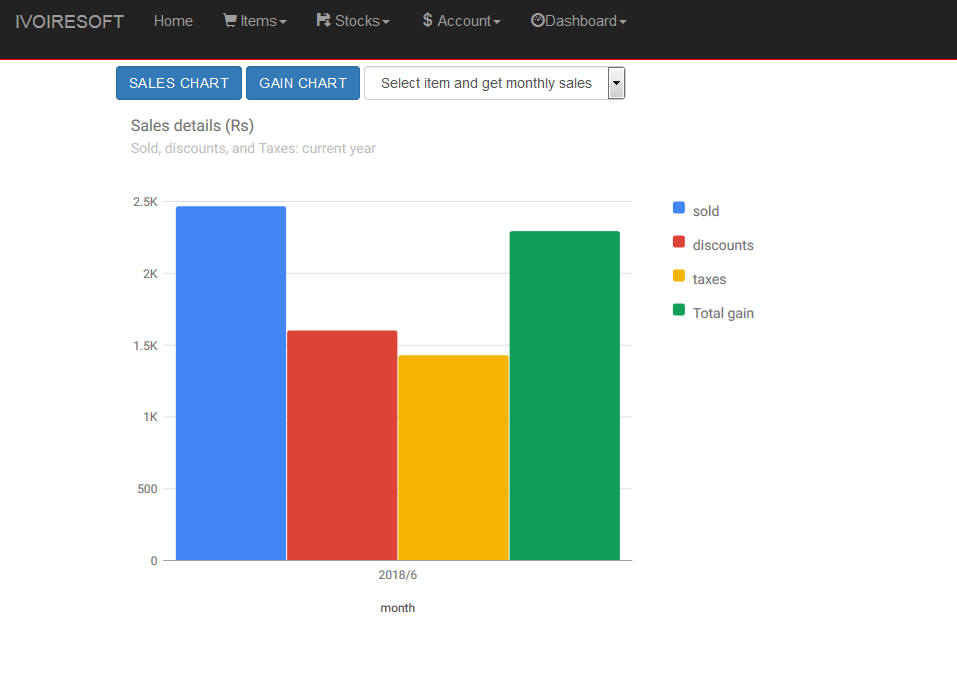 IVOIRESOFT Home Items Stocks $ Account Dashboard
SALES CHART GAIN CHART Select item and get monthly sales
Sales details (Rs)
Sold, discounts, and Taxes: current year
2.5K
2K
1.5K
1K
500
0
2018/6
month
sold
discounts
taxes
Total gain